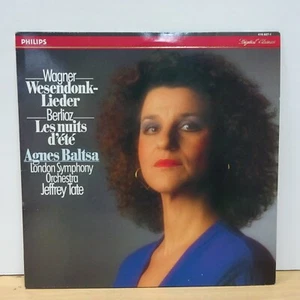 PHILIPS
Digital Classics
Wagner
Wesendonk-
Lieder
Berlioz
Les nuits
d'été
Agnes Baltsa
London Symphony
Orchestra
Jeffrey Tate